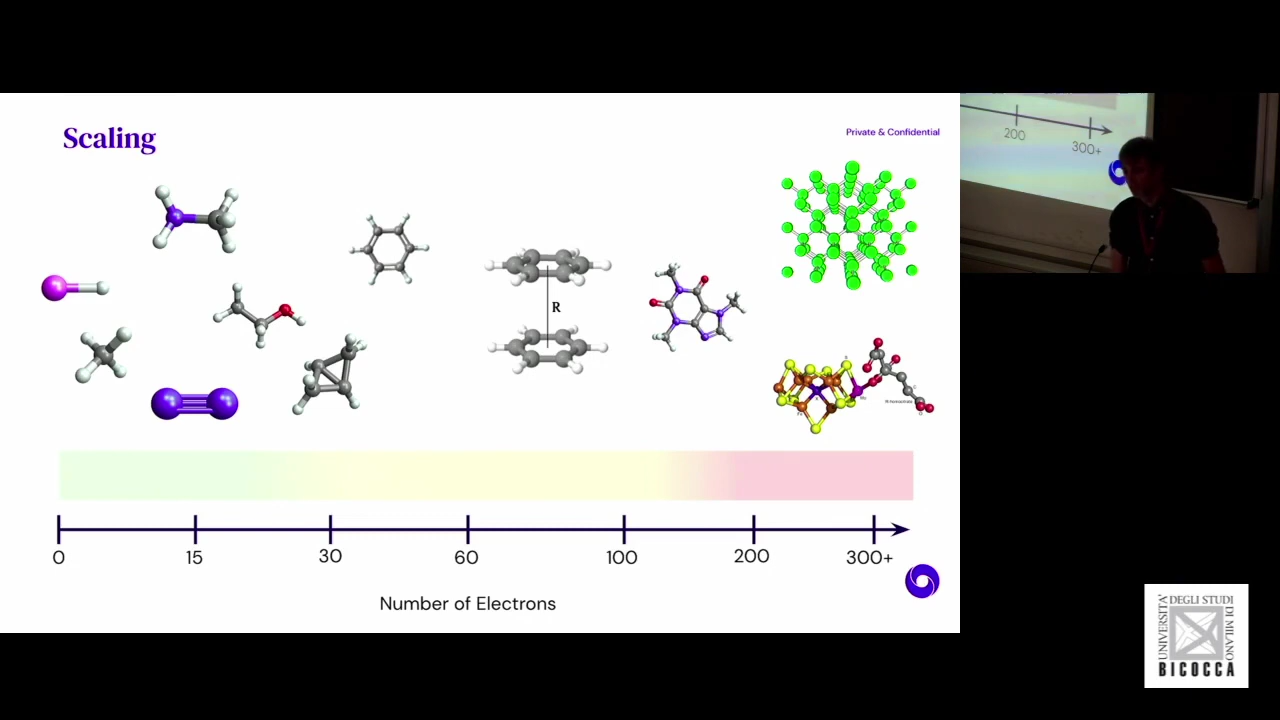 Scaling
Private & Confidential
R
0
15
30
60
100
200
300+
Number of Electrons
200
300+
UNIVERSITA'
DEGLI STUDI
DI MILANO
BICOCCA